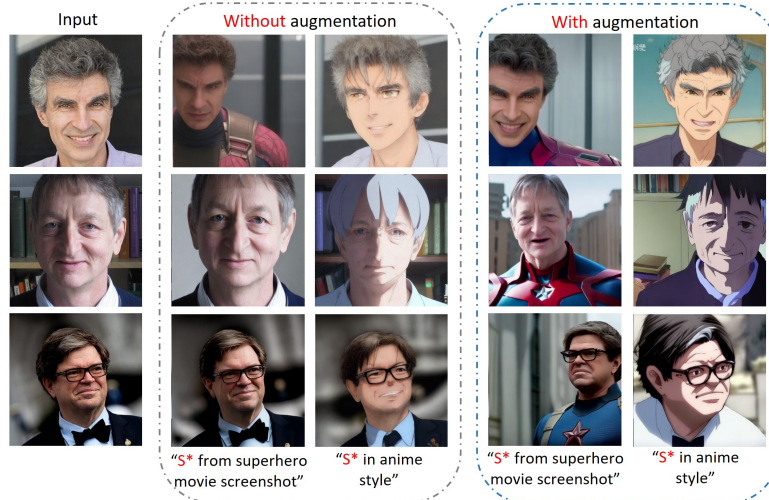 Input
Without augmentation
With augmentation
“S* from superhero
movie screenshot”
“S* in anime
style”
“S* from superhero
movie screenshot”
“S* in anime
style”